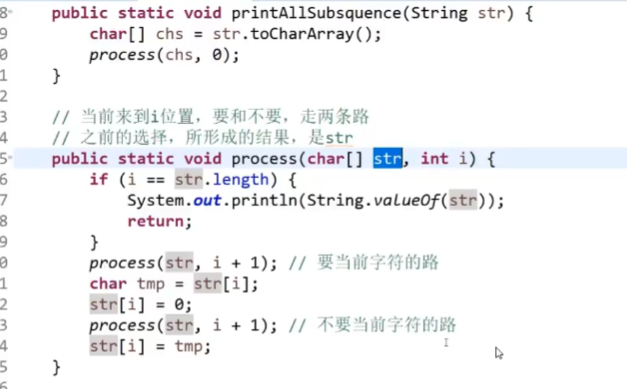 8 public static void printAllSubsquence(String str) {
9 char[] chs = str.toCharArray();
0 process(chs, 0);
1 }
2
3 // 当前来到i位置，要和不要，走两条路
4 // 之前的选择，所形成的结果，是str
5 public static void process(char[] str, int i) {
6 if (i == str.length) {
7 System.out.println(String.valueOf(str));
8 return;
9 }
0 process(str, i + 1); // 要当前字符的路
1 char tmp = str[i];
2 str[i] = 0;
3 process(str, i + 1); // 不要当前字符的路
4 str[i] = tmp;
5 }
6